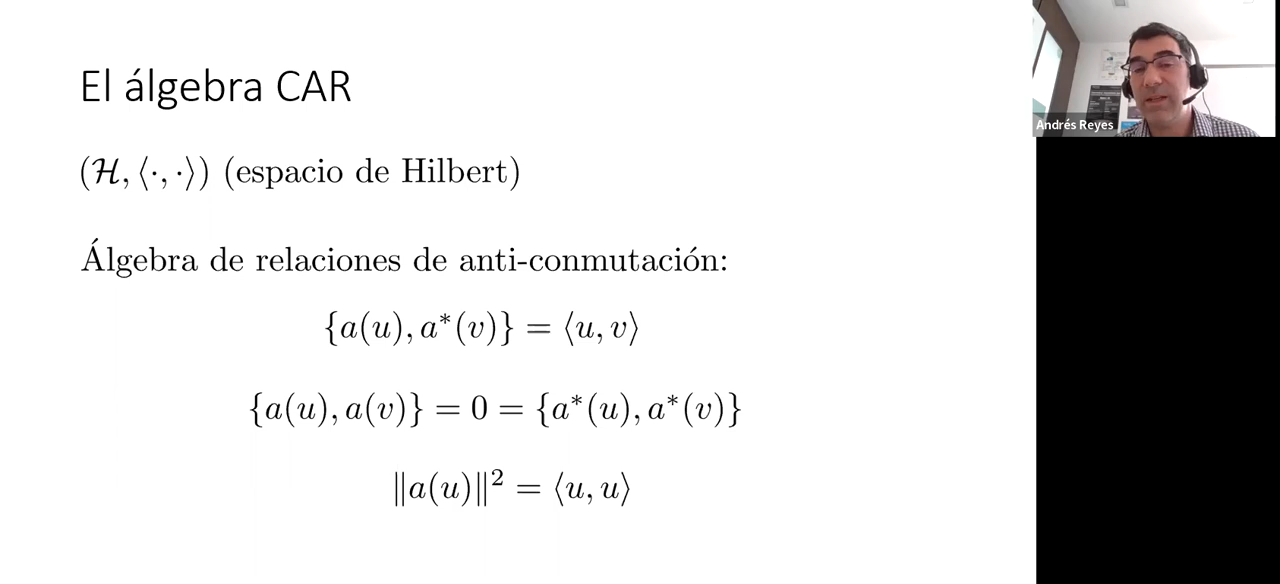 El álgebra CAR
(ℋ, ⟨·, ·⟩) (espacio de Hilbert)
Álgebra de relaciones de anti-conmutación:
{a(u), a*(v)} = ⟨u, v⟩
{a(u), a(v)} = 0 = {a*(u), a*(v)}
‖a(u)‖² = ⟨u, u⟩
Andrés Reyes